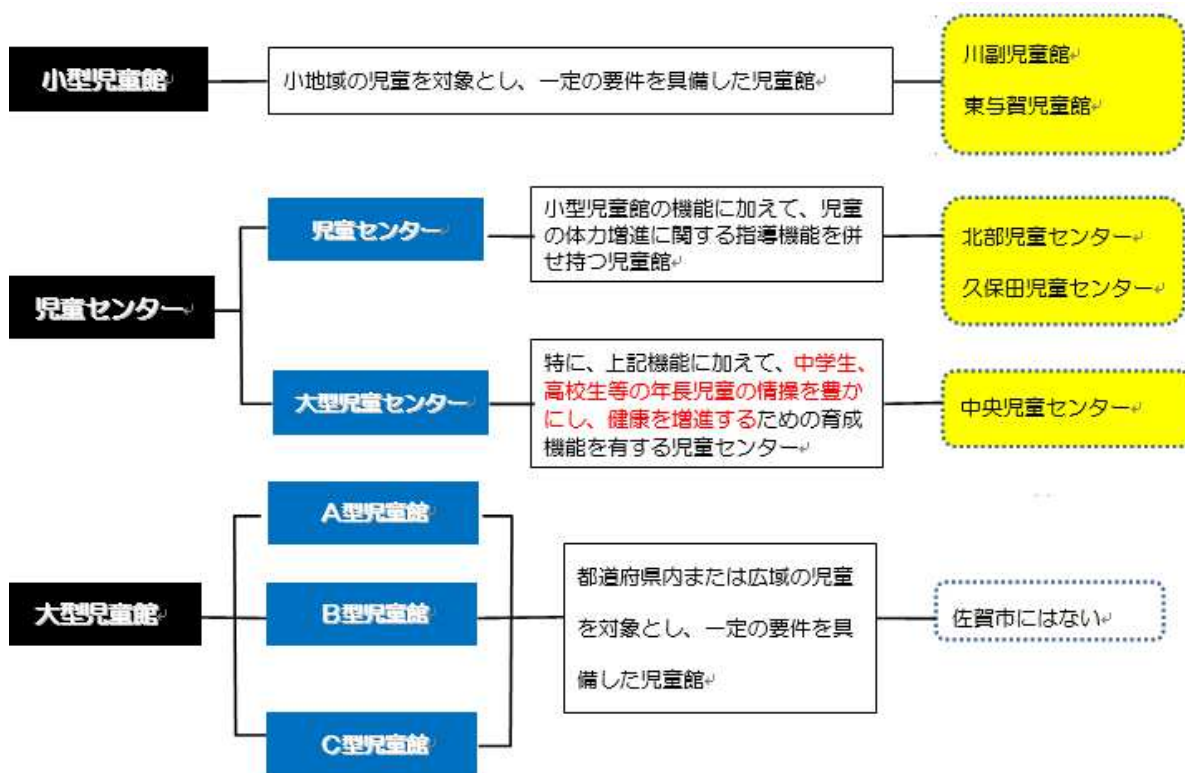 小型児童館
小地域の児童を対象とし、一定の要件を具備した児童館
川副児童館
東与賀児童館
児童センター
児童センター
小型児童館の機能に加えて、児童
の体力増進に関する指導機能を併
せ持つ児童館
北部児童センター
久保田児童センター
大型児童センター
特に、上記機能に加えて、中学生、
高校生等の年長児童の情操を豊か
にし、健康を増進するための育成
機能を有する児童センター
中央児童センター
大型児童館
A型児童館
B型児童館
C型児童館
都道府県内または広域の児童
を対象とし、一定の要件を具
備した児童館
佐賀市にはない